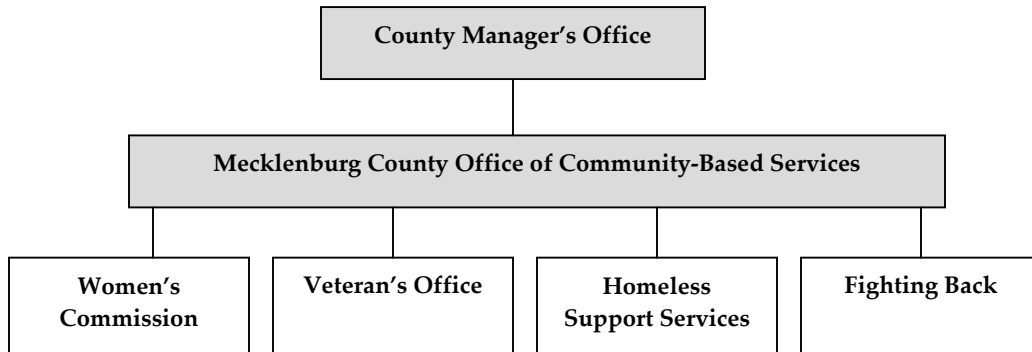 County Manager’s Office
Mecklenburg County Office of Community-Based Services
Women’s
Commission
Veteran’s Office
Homeless
Support Services
Fighting Back